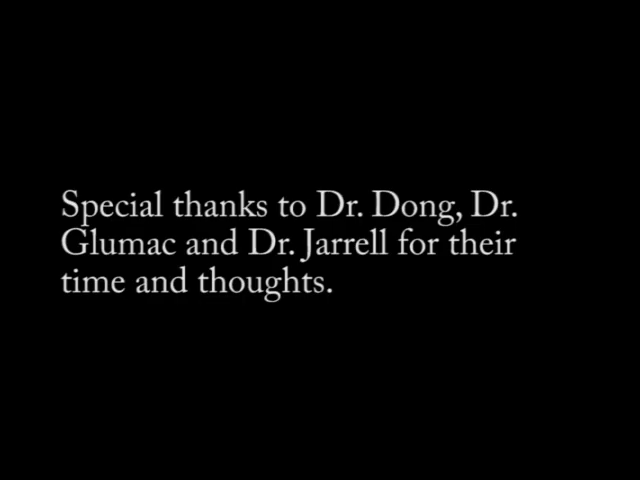 Special thanks to Dr. Dong, Dr.
Glumac and Dr. Jarrell for their
time and thoughts.